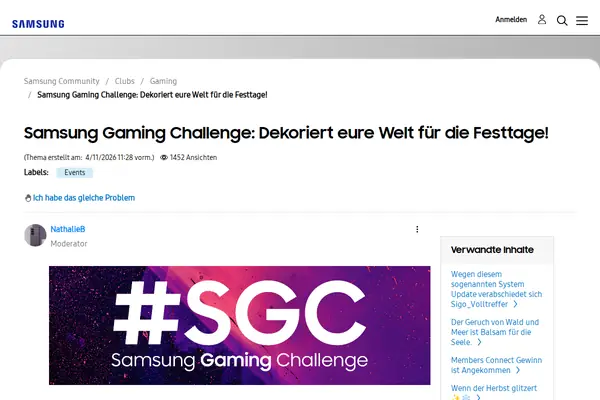 SAMSUNG
Anmelden
Samsung Community / Clubs / Gaming
/ Samsung Gaming Challenge: Dekoriert eure Welt für die Festtage!
Samsung Gaming Challenge: Dekoriert eure Welt für die Festtage!
(Thema erstellt am: 4/11/2026 11:28 vorm.) 1452 Ansichten
Labels: Events
Ich habe das gleiche Problem
NathalieB
Moderator
#SGC
Samsung Gaming Challenge
Verwandte Inhalte
Wegen diesem
sogenannten System
Update verabschiedet sich
Sigo_Volltreffer
Der Geruch von Wald und
Meer ist Balsam für die
Seele.
Members Connect Gewinn
ist Angekommen
Wenn der Herbst glitzert